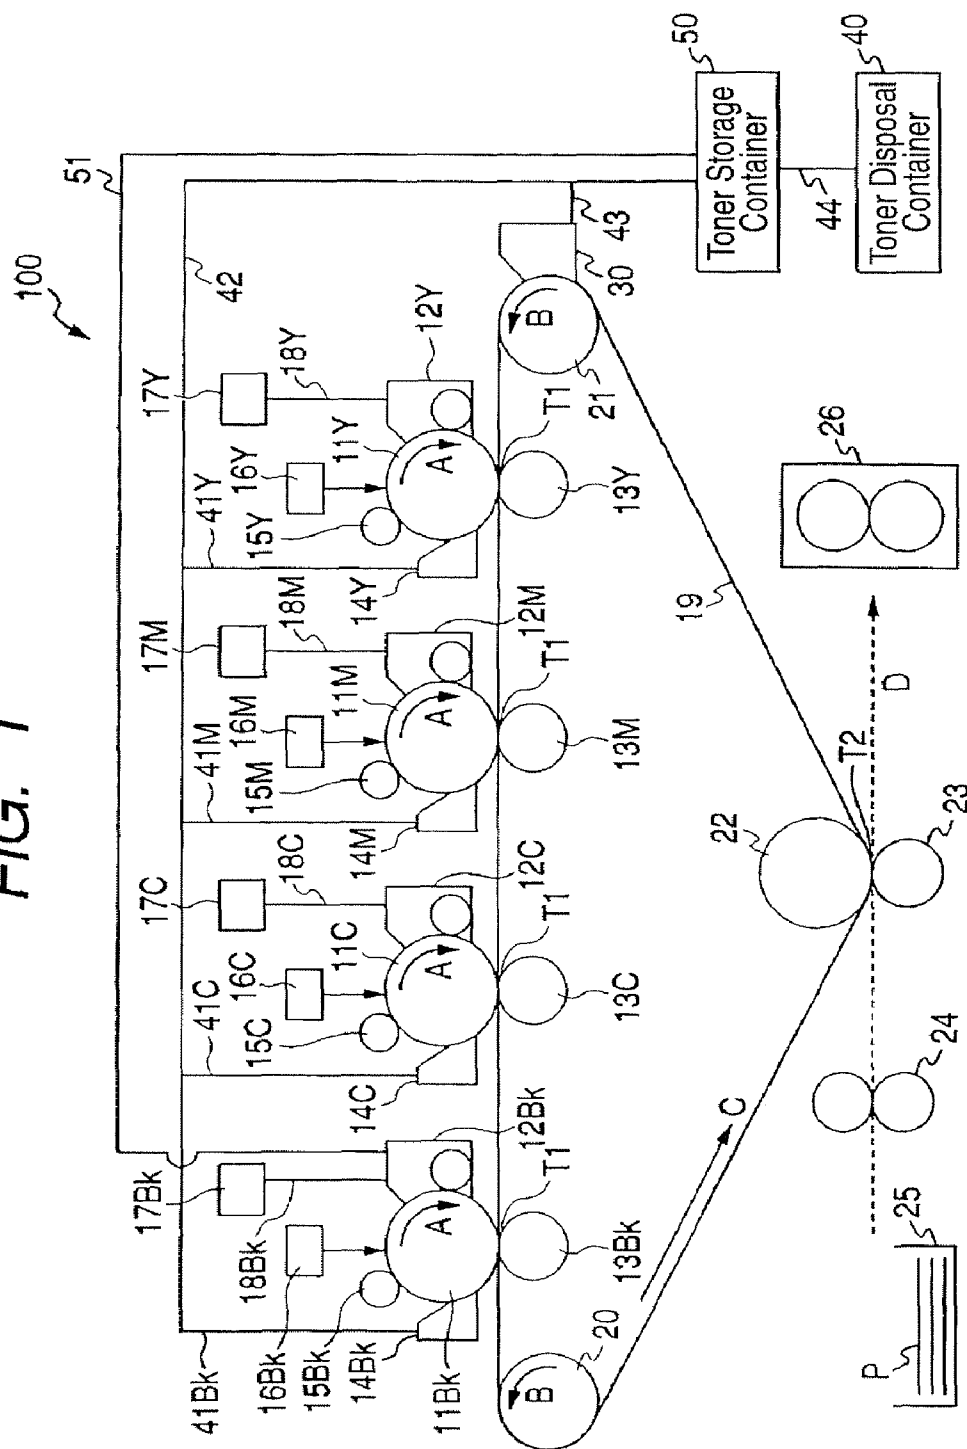 FIG. 1
100
51
42
17Bk
17C
17M
17Y
41Bk
18Bk
16Bk
15Bk
14Bk
11Bk
12Bk
A
13Bk
T1
41C
16C
15C
14C
11C
18C
12C
A
13C
T1
41M
16M
15M
14M
11M
18M
12M
A
13M
T1
41Y
16Y
15Y
14Y
11Y
18Y
12Y
A
13Y
T1
B
20
B
21
30
43
50
Toner Storage
Container
44
40
Toner Disposal
Container
C
19
22
T2
23
24
D
26
P
25